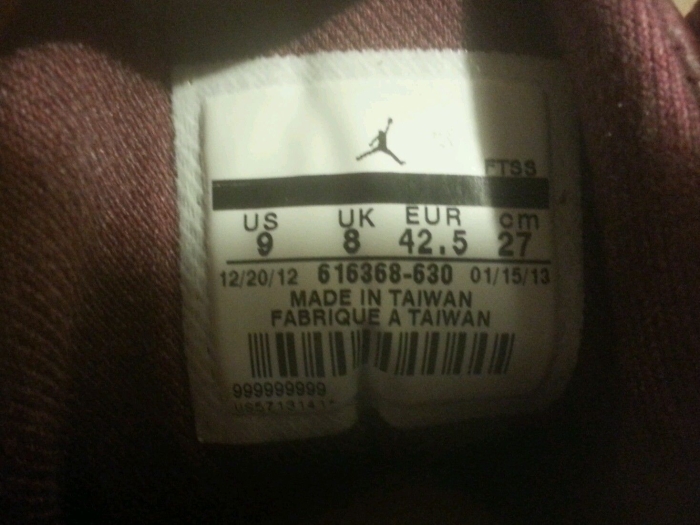 FTSS
US UK EUR cm
9 8 42.5 27
12/20/12 616368-630 01/15/13
MADE IN TAIWAN
FABRIQUE A TAIWAN
999999999